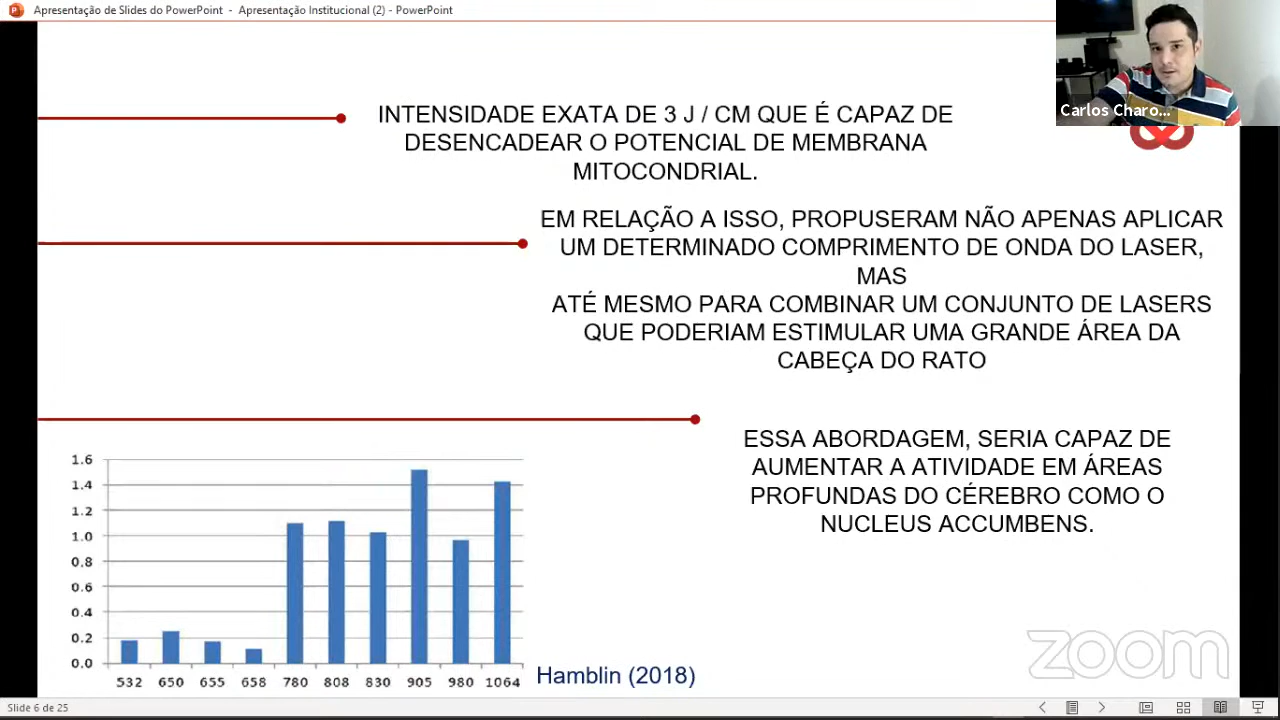 Apresentação de Slides do PowerPoint - Apresentação Institucional (2) - PowerPoint
Carlos Charo...
INTENSIDADE EXATA DE 3 J / CM QUE É CAPAZ DE
DESENCADEAR O POTENCIAL DE MEMBRANA
MITOCONDRIAL.
EM RELAÇÃO A ISSO, PROPUSERAM NÃO APENAS APLICAR
UM DETERMINADO COMPRIMENTO DE ONDA DO LASER,
MAS
ATÉ MESMO PARA COMBINAR UM CONJUNTO DE LASERS
QUE PODERIAM ESTIMULAR UMA GRANDE ÁREA DA
CABEÇA DO RATO
ESSA ABORDAGEM, SERIA CAPAZ DE
AUMENTAR A ATIVIDADE EM ÁREAS
PROFUNDAS DO CÉREBRO COMO O
NUCLEUS ACCUMBENS.
1.6
1.4
1.2
1.0
0.8
0.6
0.4
0.2
0.0
532 650 655 658 780 808 830 905 980 1064
Hamblin (2018)
zoom
Slide 6 de 25